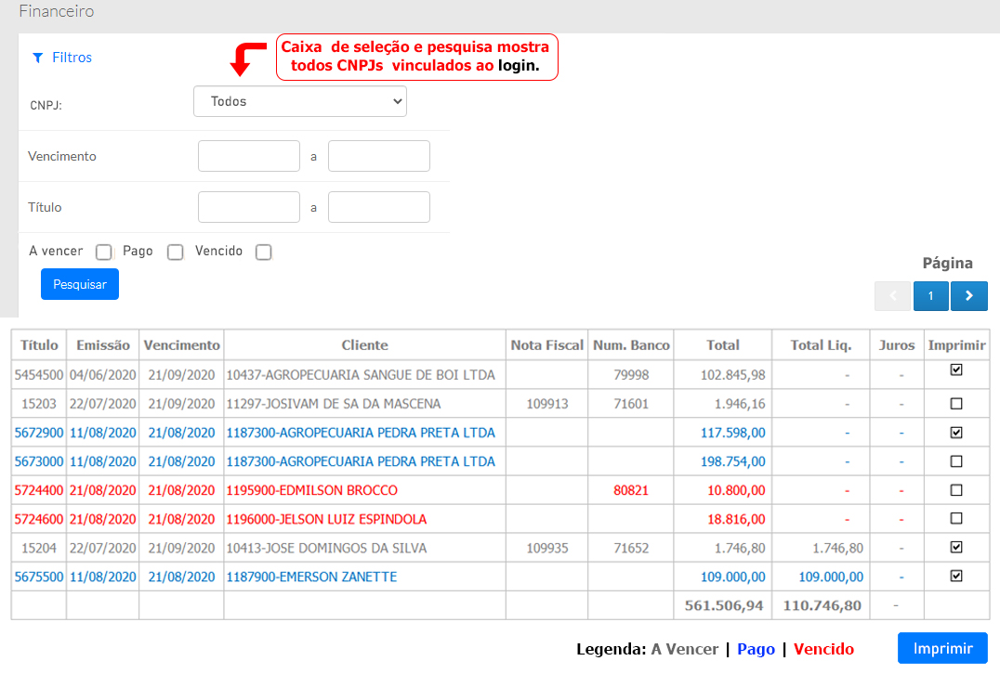 Financeiro
Filtros
Caixa de seleção e pesquisa mostra
todos CNPJs vinculados ao login.
CNPJ: Todos
Vencimento a
Título a
A vencer Pago Vencido
Pesquisar
Página
1
Título Emissão Vencimento Cliente Nota Fiscal Num. Banco Total Total Liq. Juros Imprimir
5454500 04/06/2020 21/09/2020 10437-AGROPECUARIA SANGUE DE BOI LTDA 79998 102.845,98 - -
15203 22/07/2020 21/09/2020 11297-JOSIVAM DE SA DA MASCENA 109913 71601 1.946,16 - -
5672900 11/08/2020 21/08/2020 1187300-AGROPECUARIA PEDRA PRETA LTDA 117.598,00 - -
5673000 11/08/2020 21/08/2020 1187300-AGROPECUARIA PEDRA PRETA LTDA 198.754,00 - -
5724400 21/08/2020 21/08/2020 1195900-EDMILSON BROCCO 80821 10.800,00 - -
5724600 21/08/2020 21/08/2020 1196000-JELSON LUIZ ESPINDOLA 18.816,00 - -
15204 22/07/2020 21/09/2020 10413-JOSE DOMINGOS DA SILVA 109935 71652 1.746,80 1.746,80 -
5675500 11/08/2020 21/08/2020 1187900-EMERSON ZANETTE 109.000,00 109.000,00 -
561.506,94 110.746,80 -
Legenda: A Vencer | Pago | Vencido
Imprimir